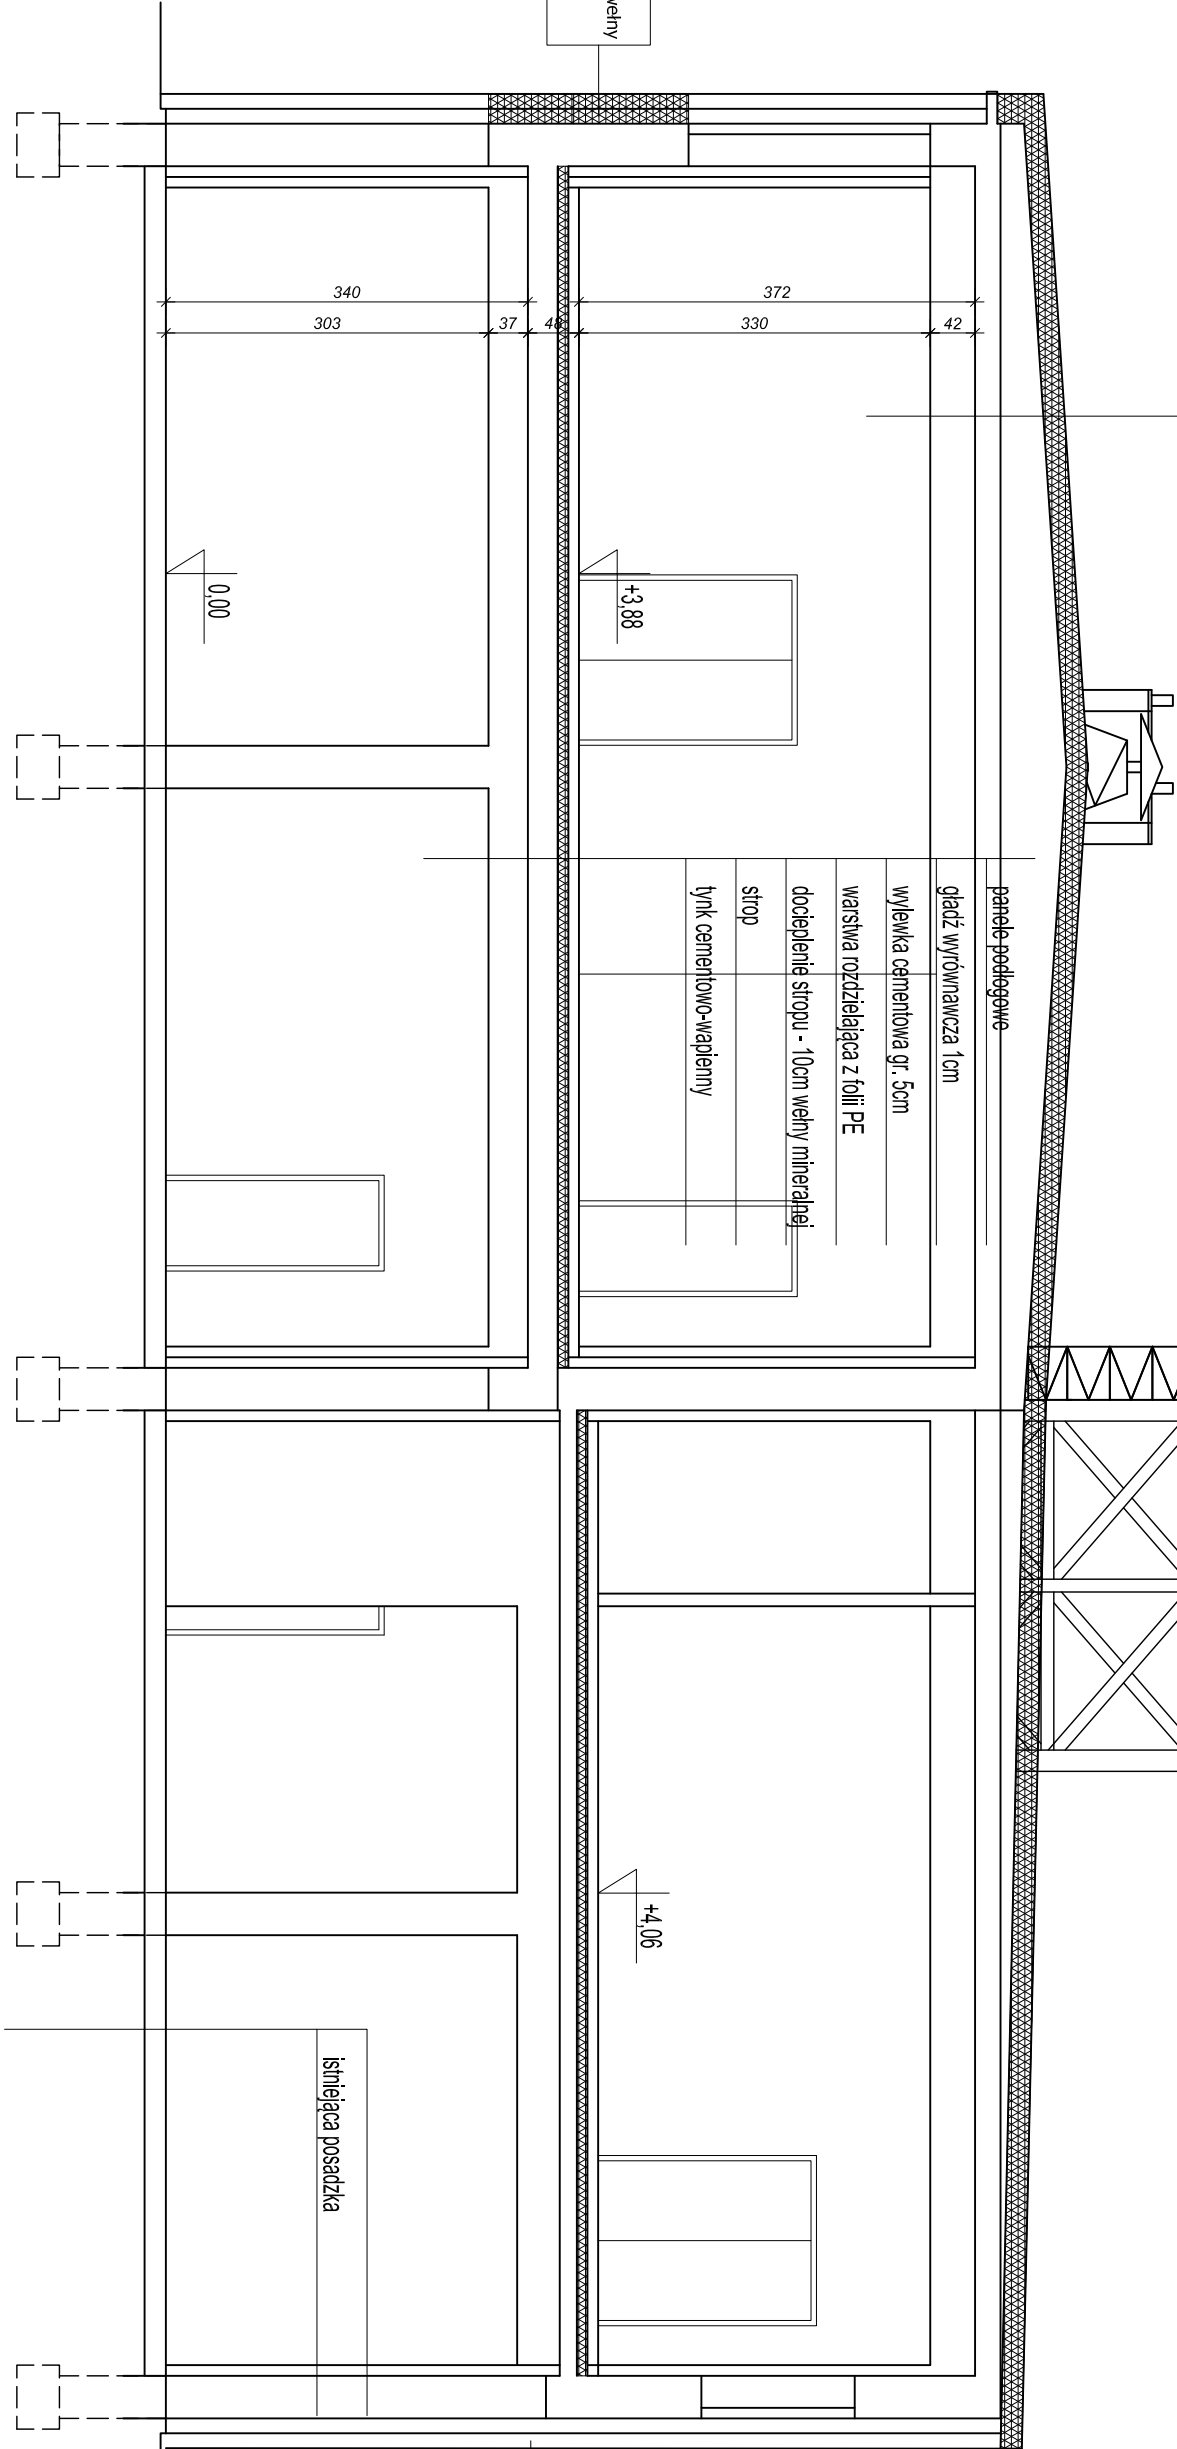 wełny
340
372
303
37
48
330
42
0,00
+3,88
panele podłogowe
gładź wyrównawcza 1cm
wylewka cementowa gr. 5cm
warstwa rozdzielająca z folii PE
docieplenie stropu - 10cm wełny mineralnej
strop
tynk cementowo-wapienny
+4,06
istniejąca posadzka